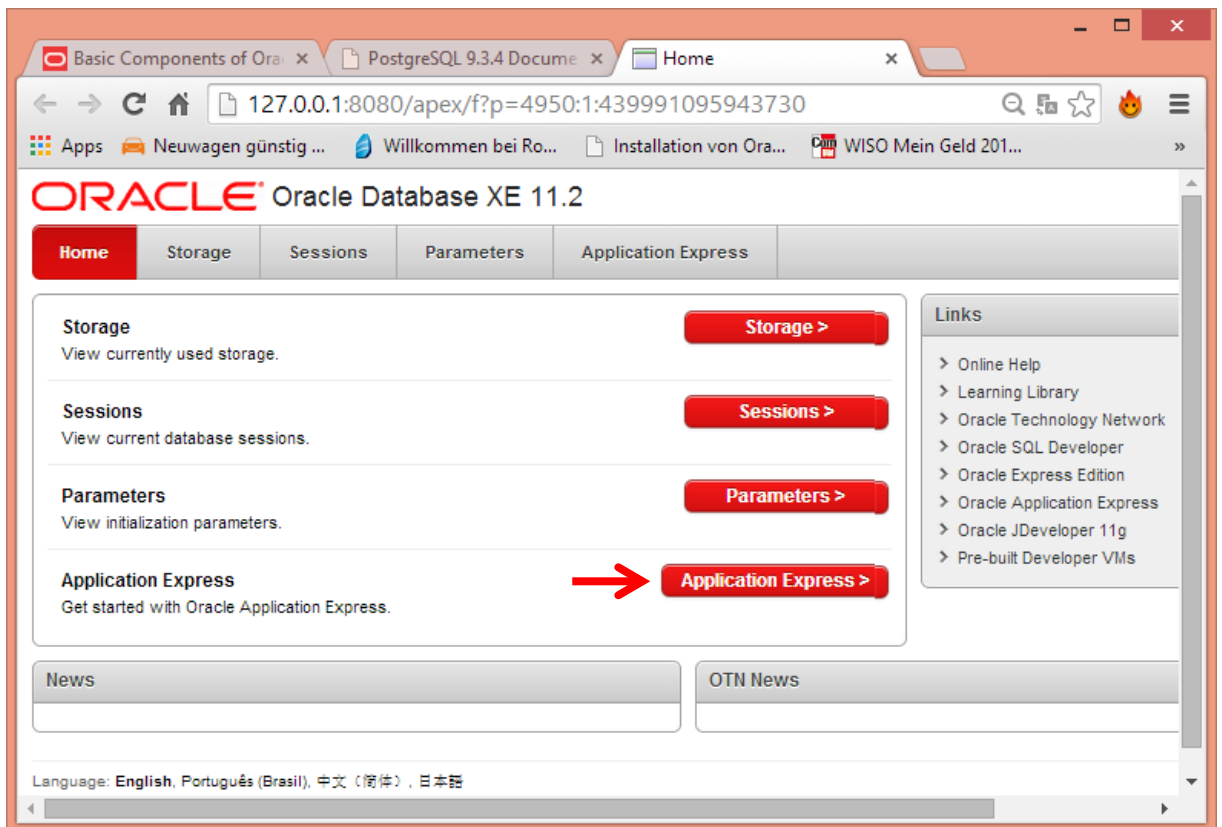 Basic Components of Ora
PostgreSQL 9.3.4 Docume
Home
127.0.0.1:8080/apex/f?p=4950:1:439991095943730
Apps
Neuwagen günstig ...
Willkommen bei Ro...
Installation von Ora...
WISO Mein Geld 201...
»
ORACLE Oracle Database XE 11.2
Home
Storage
Sessions
Parameters
Application Express
Storage
View currently used storage.
Storage >
Sessions
View current database sessions.
Sessions >
Parameters
View initialization parameters.
Parameters >
Application Express
Get started with Oracle Application Express.
Application Express >
Links
> Online Help
> Learning Library
> Oracle Technology Network
> Oracle SQL Developer
> Oracle Express Edition
> Oracle Application Express
> Oracle JDeveloper 11g
> Pre-built Developer VMs
News
OTN News
Language: English, Português (Brasil), 中文（简体）, 日本語